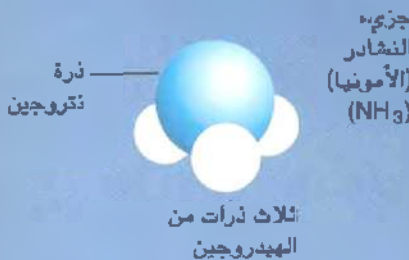 جزيء
النشادر
(الأمونيا)
(NH3)
ذرة
نتروجين
ثلاث ذرات من
الهيدروجين